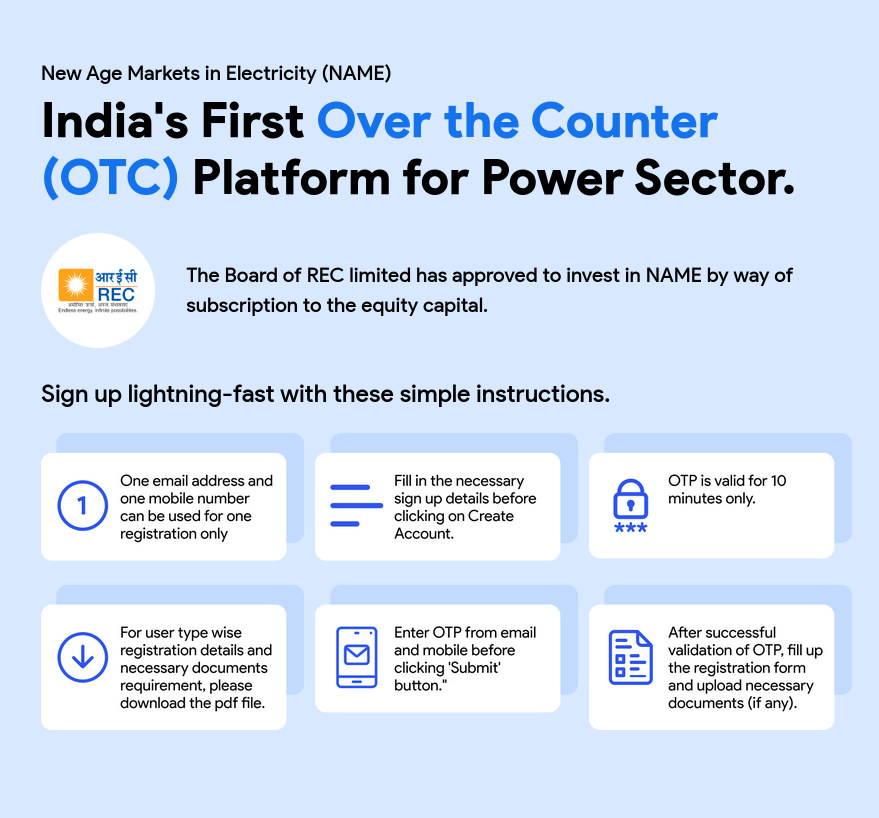 New Age Markets in Electricity (NAME)
India's First Over the Counter
(OTC) Platform for Power Sector.
आर ई सी
REC
Endless energy. Infinite possibilities.
The Board of REC limited has approved to invest in NAME by way of
subscription to the equity capital.
Sign up lightning-fast with these simple instructions.
1
One email address and
one mobile number
can be used for one
registration only
Fill in the necessary
sign up details before
clicking on Create
Account.
***
OTP is valid for 10
minutes only.
For user type wise
registration details and
necessary documents
requirement, please
download the pdf file.
Enter OTP from email
and mobile before
clicking 'Submit'
button."
After successful
validation of OTP, fill up
the registration form
and upload necessary
documents (if any).